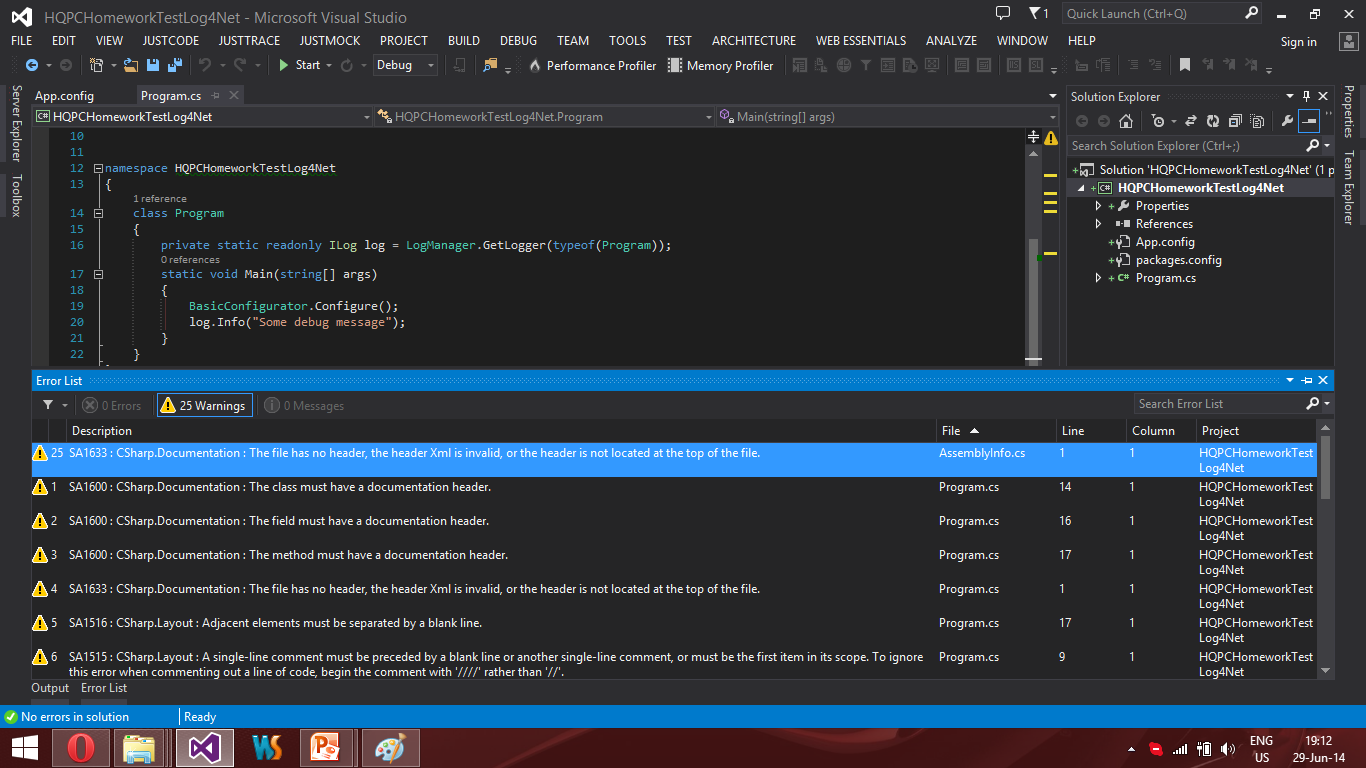 HQPCHomeworkTestLog4Net - Microsoft Visual Studio
1
Quick Launch (Ctrl+Q)
FILE EDIT VIEW JUSTCODE JUSTTRACE JUSTMOCK PROJECT BUILD DEBUG TEAM TOOLS TEST ARCHITECTURE WEB ESSENTIALS ANALYZE WINDOW HELP
Sign in
Start Debug Performance Profiler Memory Profiler
Server Explorer
Toolbox
App.config Program.cs
HQPCHomeworkTestLog4Net HQPCHomeworkTestLog4Net.Program Main(string[] args)
10
11
12 namespace HQPCHomeworkTestLog4Net
13 {
1 reference
14 class Program
15 {
16 private static readonly ILog log = LogManager.GetLogger(typeof(Program));
0 references
17 static void Main(string[] args)
18 {
19 BasicConfigurator.Configure();
20 log.Info("Some debug message");
21 }
22 }
Solution Explorer
Search Solution Explorer (Ctrl+;)
Solution 'HQPCHomeworkTestLog4Net' (1 p
HQPCHomeworkTestLog4Net
Properties
References
App.config
packages.config
C# Program.cs
Properties
Team Explorer
Error List
0 Errors 25 Warnings 0 Messages
Search Error List
Description File Line Column Project
25 SA1633 : CSharp.Documentation : The file has no header, the header Xml is invalid, or the header is not located at the top of the file. AssemblyInfo.cs 1 1 HQPCHomeworkTest
Log4Net
1 SA1600 : CSharp.Documentation : The class must have a documentation header. Program.cs 14 1 HQPCHomeworkTest
Log4Net
2 SA1600 : CSharp.Documentation : The field must have a documentation header. Program.cs 16 1 HQPCHomeworkTest
Log4Net
3 SA1600 : CSharp.Documentation : The method must have a documentation header. Program.cs 17 1 HQPCHomeworkTest
Log4Net
4 SA1633 : CSharp.Documentation : The file has no header, the header Xml is invalid, or the header is not located at the top of the file. Program.cs 1 1 HQPCHomeworkTest
Log4Net
5 SA1516 : CSharp.Layout : Adjacent elements must be separated by a blank line. Program.cs 17 1 HQPCHomeworkTest
Log4Net
6 SA1515 : CSharp.Layout : A single-line comment must be preceded by a blank line or another single-line comment, or must be the first item in its scope. To ignore Program.cs 9 1 HQPCHomeworkTest
this error when commenting out a line of code, begin the comment with '////' rather than '//'. Log4Net
Output Error List
No errors in solution Ready
ENG 19:12
US 29-Jun-14